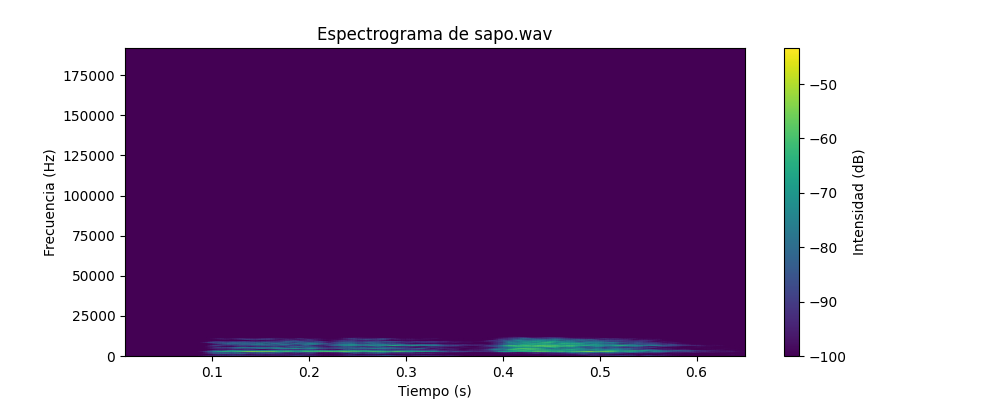 Espectrograma de sapo.wav
175000
150000
125000
100000
75000
50000
25000
0
Frecuencia (Hz)
0.1 0.2 0.3 0.4 0.5 0.6
Tiempo (s)
−50
−60
−70
−80
−90
−100
Intensidad (dB)